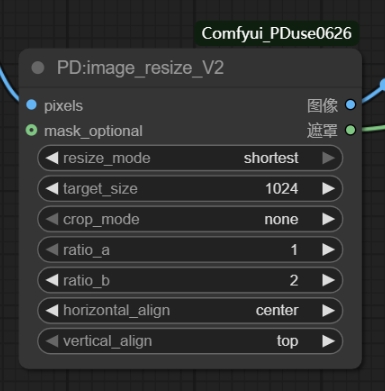 Comfyui_PDuse0626
PD:image_resize_V2
pixels 图像
mask_optional 遮罩
resize_mode shortest
target_size 1024
crop_mode none
ratio_a 1
ratio_b 2
horizontal_align center
vertical_align top